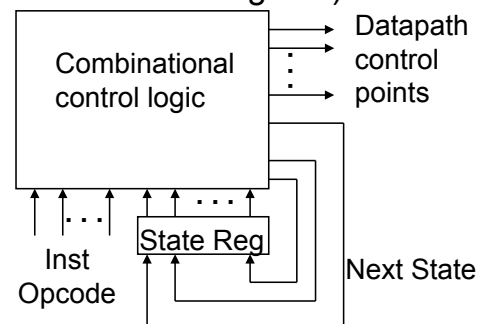 Datapath
control
points
Combinational
control logic
. . .
. . .
. . .
State Reg
Inst
Opcode
Next State